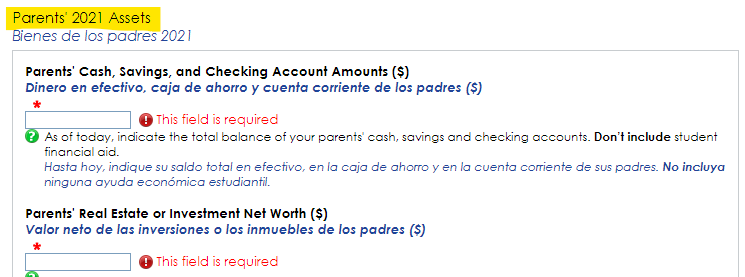 Parents' 2021 Assets
Bienes de los padres 2021
Parents' Cash, Savings, and Checking Account Amounts ($)
Dinero en efectivo, caja de ahorro y cuenta corriente de los padres ($)
*
! This field is required
? As of today, indicate the total balance of your parents' cash, savings and checking accounts. Don't include student
financial aid.
Hasta hoy, indique su saldo total en efectivo, en la caja de ahorro y en la cuenta corriente de sus padres. No incluya
ninguna ayuda económica estudiantil.
Parents' Real Estate or Investment Net Worth ($)
Valor neto de las inversiones o los inmuebles de los padres ($)
*
! This field is required